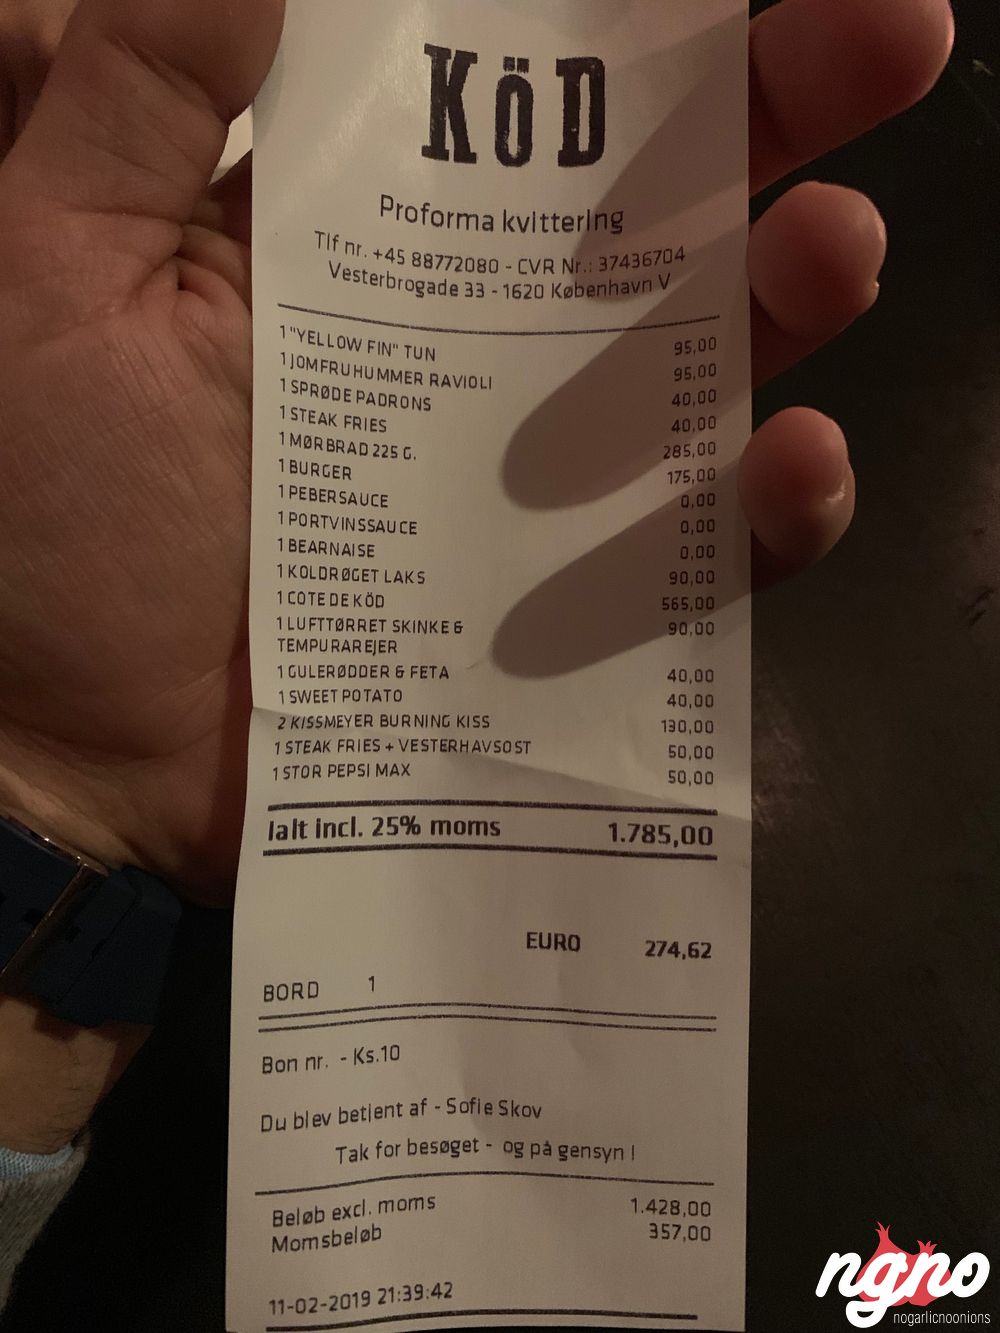 KöD
Proforma kvittering
Tlf nr. +45 88772080 - CVR Nr.: 37436704
Vesterbrogade 33 - 1620 København V
1 "YELLOW FIN" TUN 95,00
1 JOMFRUHUMMER RAVIOLI 95,00
1 SPRØDE PADRONS 40,00
1 STEAK FRIES 40,00
1 MØRBRAD 225 G. 285,00
1 BURGER 175,00
1 PEBERSAUCE 0,00
1 PORTVINSSAUCE 0,00
1 BEARNAISE 0,00
1 KOLDRØGET LAKS 90,00
1 COTE DE KÖD 565,00
1 LUFTTØRRET SKINKE & 90,00
TEMPURAREJER
1 GULERØDDER & FETA 40,00
1 SWEET POTATO 40,00
2 KISSMEYER BURNING KISS 130,00
1 STEAK FRIES + VESTERHAVSOST 50,00
1 STOR PEPSI MAX 50,00
Ialt incl. 25% moms 1.785,00
EURO 274,62
BORD 1
Bon nr. - Ks.10
Du blev betjent af - Sofie Skov
Tak for besøget - og på gensyn !
Beløb excl. moms 1.428,00
Momsbeløb 357,00
11-02-2019 21:39:42
ngno
nogarlicnoonions